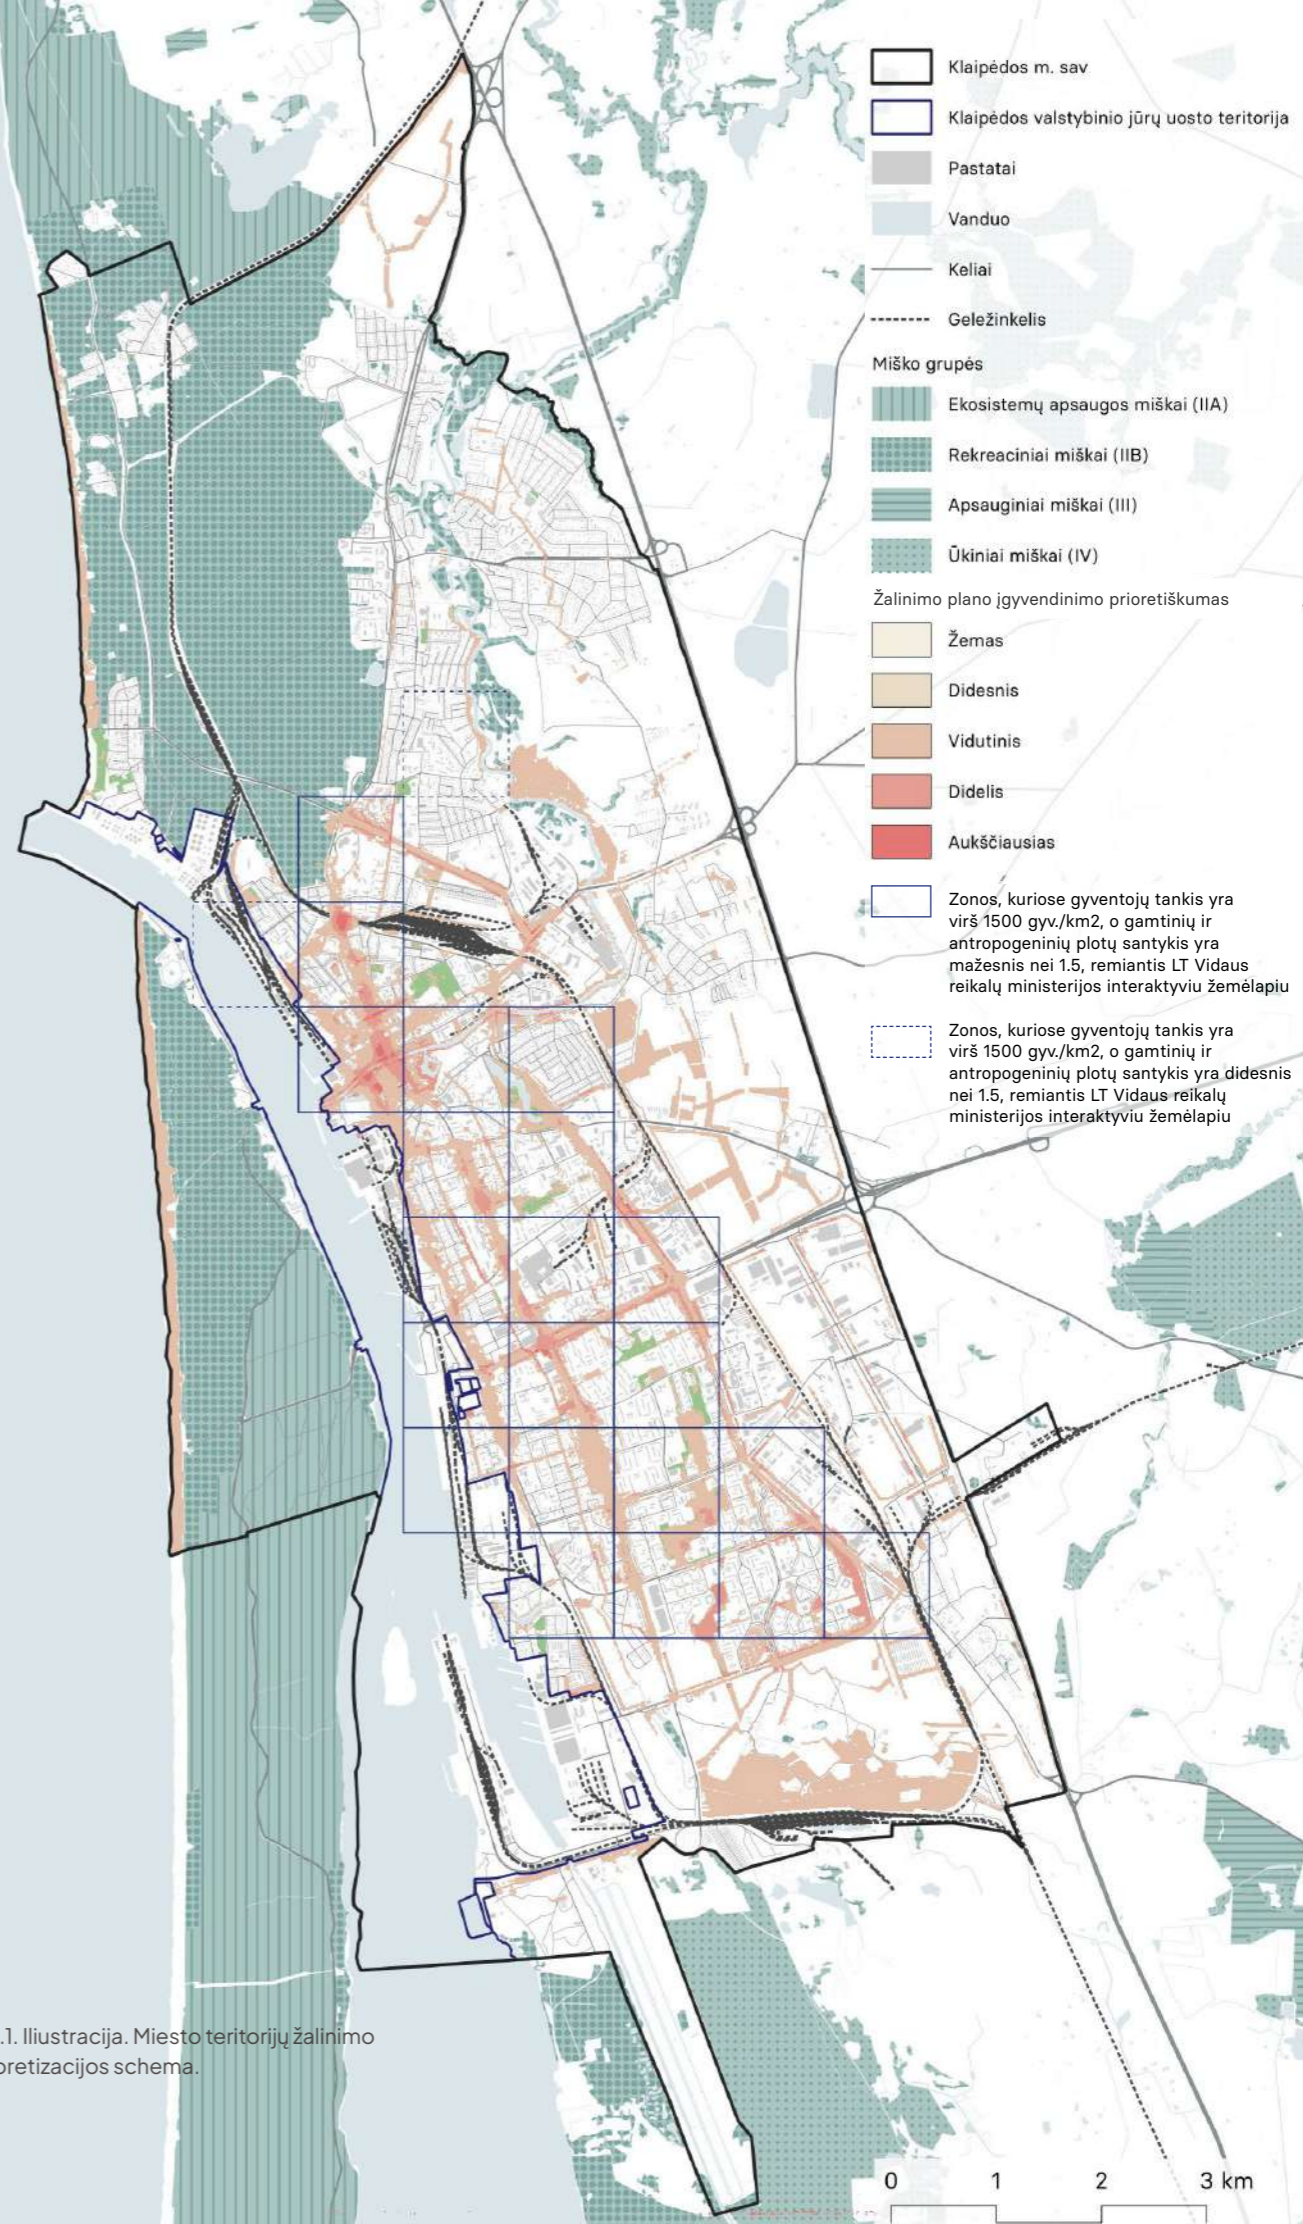 Klaipėdos m. sav
Klaipėdos valstybinio jūrų uosto teritorija
Pastatai
Vanduo
Keliai
Geležinkelis
Miško grupės
Ekosistemų apsaugos miškai (IIA)
Rekreaciniai miškai (IIB)
Apsauginiai miškai (III)
Ūkiniai miškai (IV)
Žalinimo plano įgyvendinimo prioretiškumas
Žemas
Didesnis
Vidutinis
Didelis
Aukščiausias
Zonos, kuriose gyventojų tankis yra
virš 1500 gyv./km2, o gamtinių ir
antropogeninių plotų santykis yra
mažesnis nei 1.5, remiantis LT Vidaus
reikalų ministerijos interaktyviu žemėlapiu
Zonos, kuriose gyventojų tankis yra
virš 1500 gyv./km2, o gamtinių ir
antropogeninių plotų santykis yra didesnis
nei 1.5, remiantis LT Vidaus reikalų
ministerijos interaktyviu žemėlapiu
.1. Iliustracija. Miesto teritorijų žalinimo
oretizacijos schema.
0 1 2 3 km